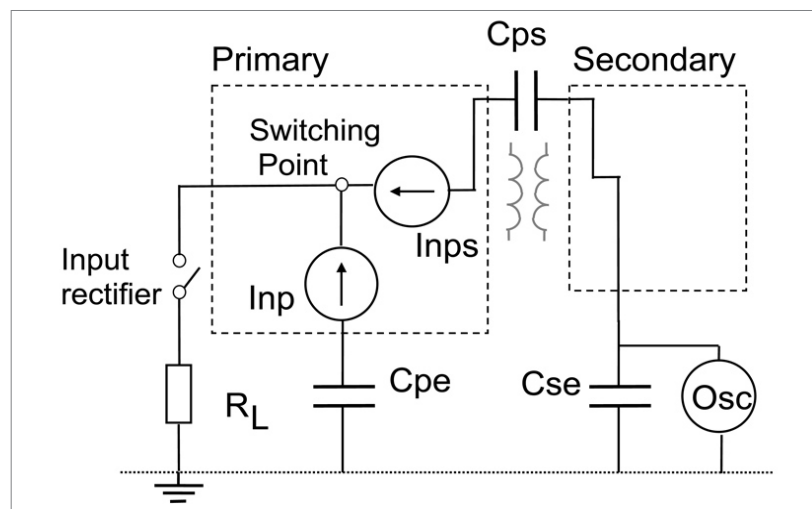 Cps
Primary
Secondary
Switching
Point
Inps
Input
rectifier
Inp
Cpe
Cse
Osc
RL